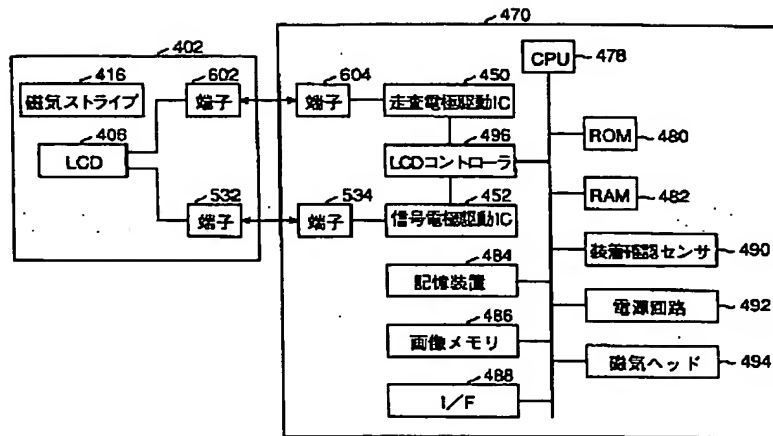 470
402
416
602
604
450
CPU
478
磁気ストライプ
端子
端子
走査電極駆動IC
406
496
LCD
LCDコントローラ
ROM
480
532
534
452
RAM
482
端子
端子
信号電極駆動IC
484
装着確認センサ
490
記憶装置
486
電源回路
492
画像メモリ
488
磁気ヘッド
494
I/F